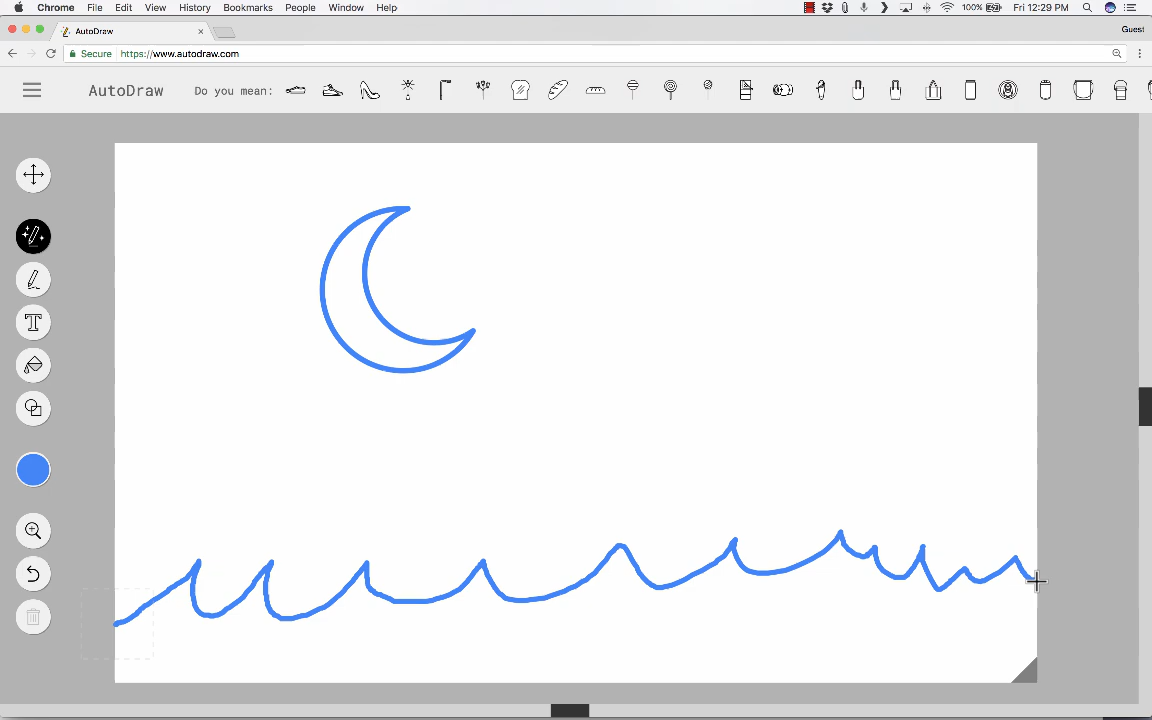 Chrome File Edit View History Bookmarks People Window Help 100% Fri 12:29 PM
AutoDraw Guest
Secure https://www.autodraw.com
AutoDraw Do you mean:
T